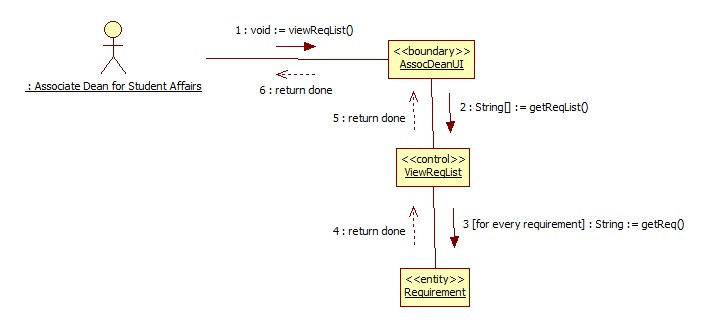 1 : void := viewReqList()
<<boundary>>
AssocDeanUI
: Associate Dean for Student Affairs
6 : return done
5 : return done
2 : String[] := getReqList()
<<control>>
ViewReqList
4 : return done
3 [for every requirement] : String := getReq()
<<entity>>
Requirement